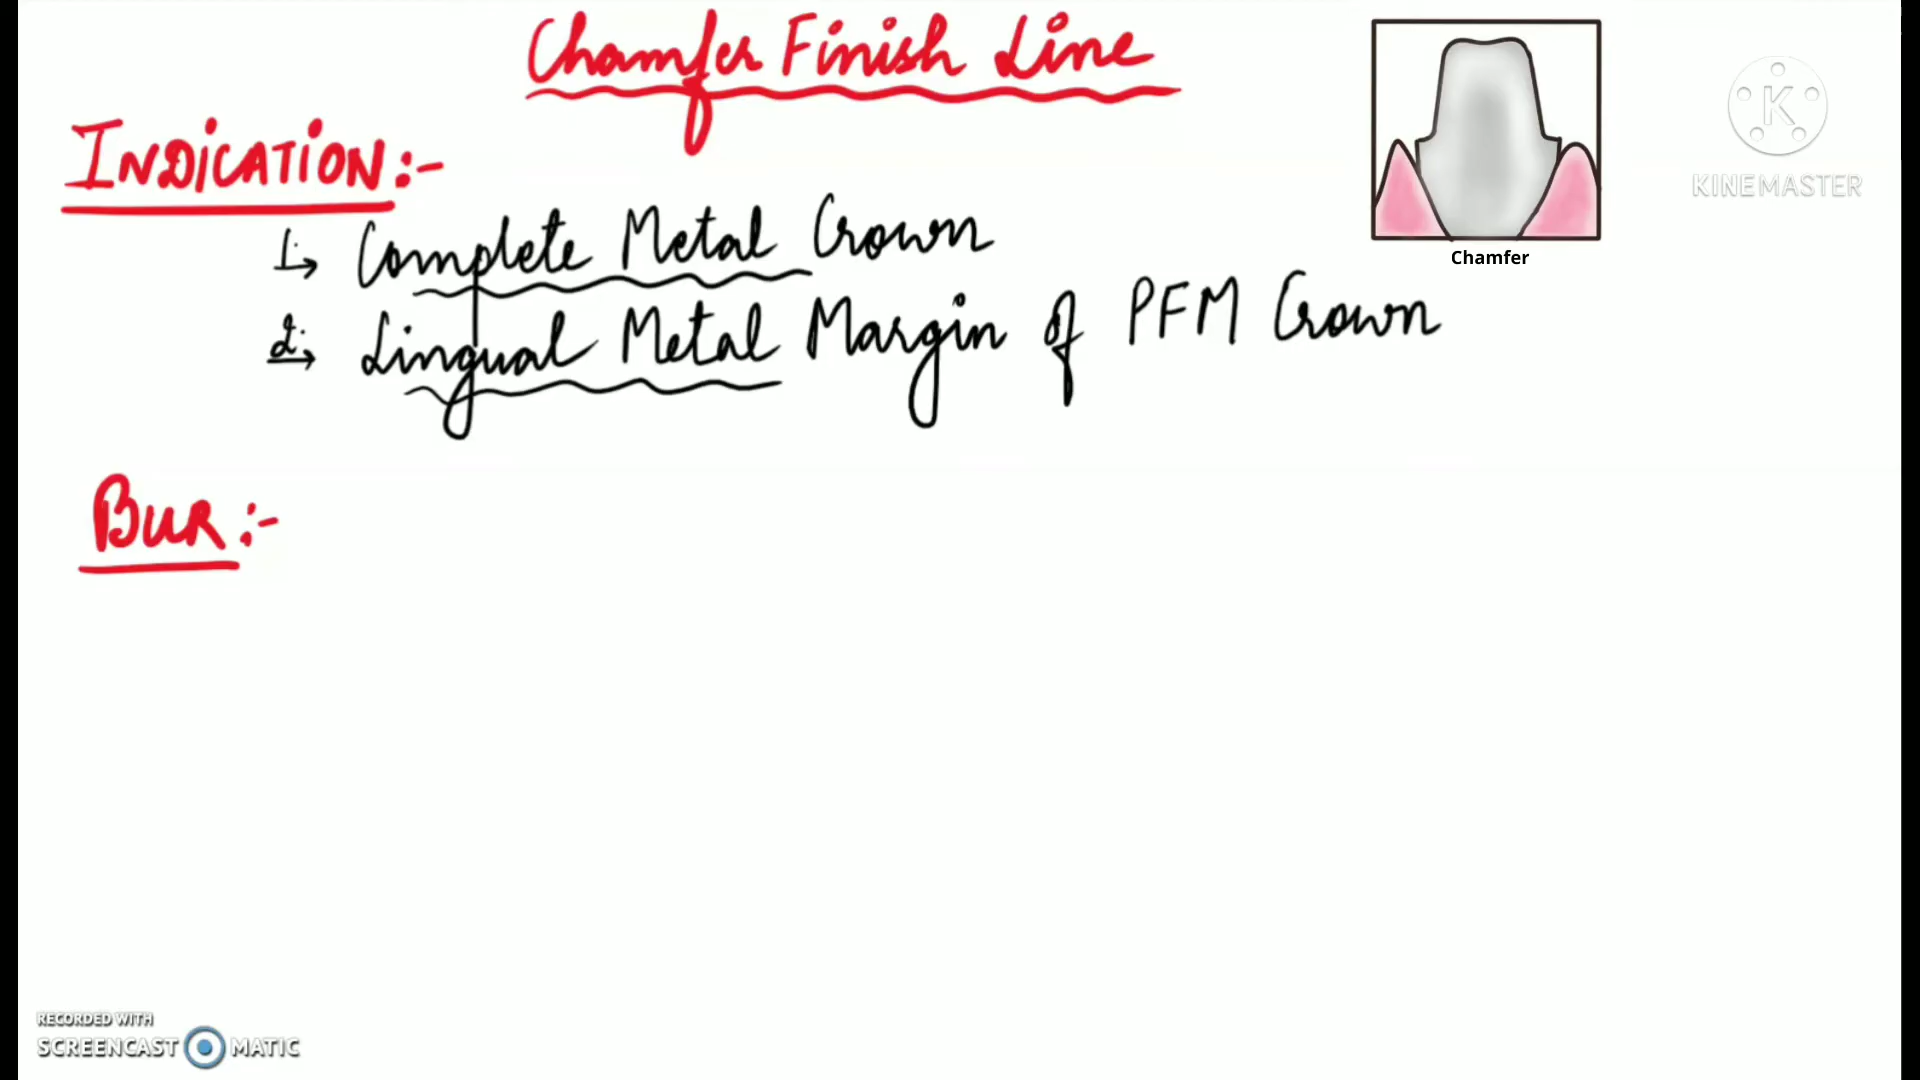 Chamfer Finish Line
INDICATION:-
1. Complete Metal Crown
2. Lingual Metal Margin of PFM Crown
BUR:-
Chamfer
K
KINEMASTER
RECORDED WITH
SCREENCAST MATIC